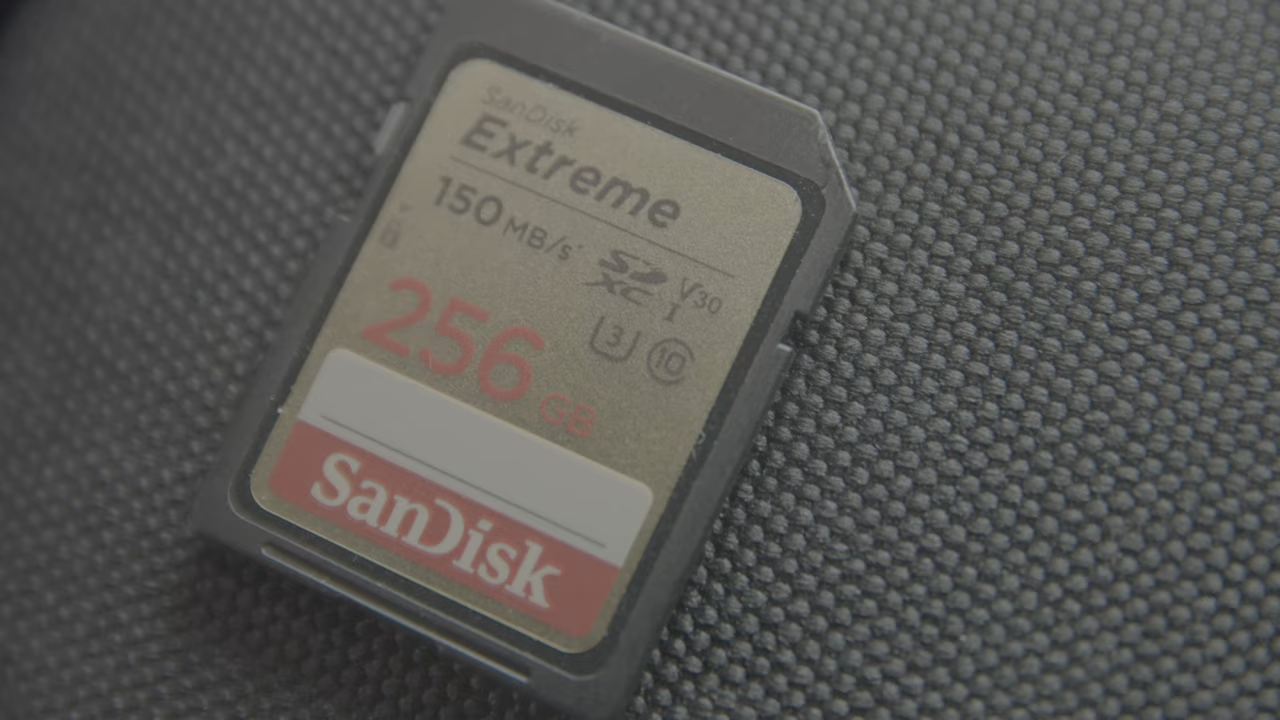 SanDisk
Extreme
150 MB/s*
SD XC I V30
3 10
256 GB
SanDisk